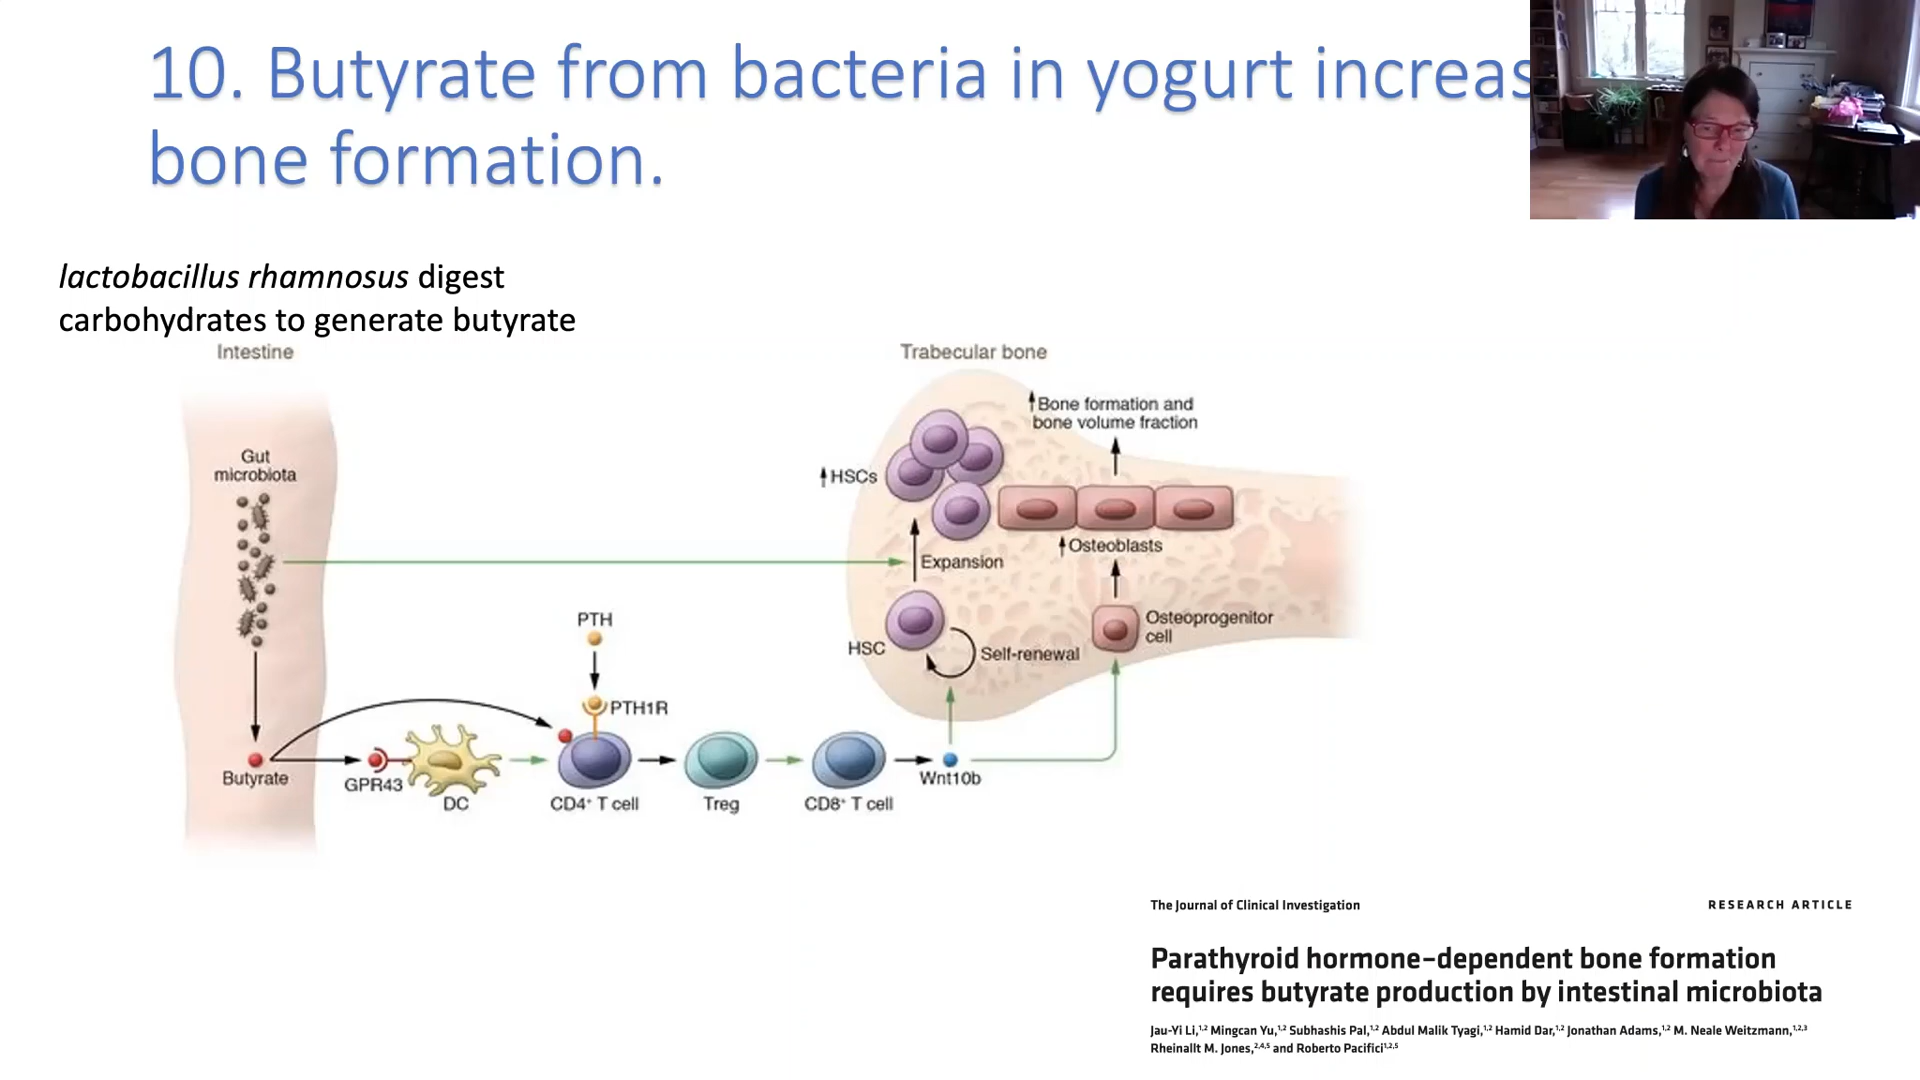 10. Butyrate from bacteria in yogurt increas
bone formation.
lactobacillus rhamnosus digest
carbohydrates to generate butyrate
Intestine
Trabecular bone
Bone formation and
bone volume fraction
Gut
microbiota
HSCs
Expansion
Osteoblasts
PTH
HSC
Self-renewal
Osteoprogenitor
cell
PTH1R
Butyrate
GPR43
DC
CD4⁺ T cell
Treg
CD8⁺ T cell
Wnt10b
The Journal of Clinical Investigation
RESEARCH ARTICLE
Parathyroid hormone–dependent bone formation
requires butyrate production by intestinal microbiota
Jau-Yi Li,¹,² Mingcan Yu,¹,² Subhashis Pal,¹,² Abdul Malik Tyagi,¹,² Hamid Dar,¹,² Jonathan Adams,¹,² M. Neale Weitzmann,¹,²,³
Rheinallt M. Jones,²,⁴,⁵ and Roberto Pacifici¹,²,⁵